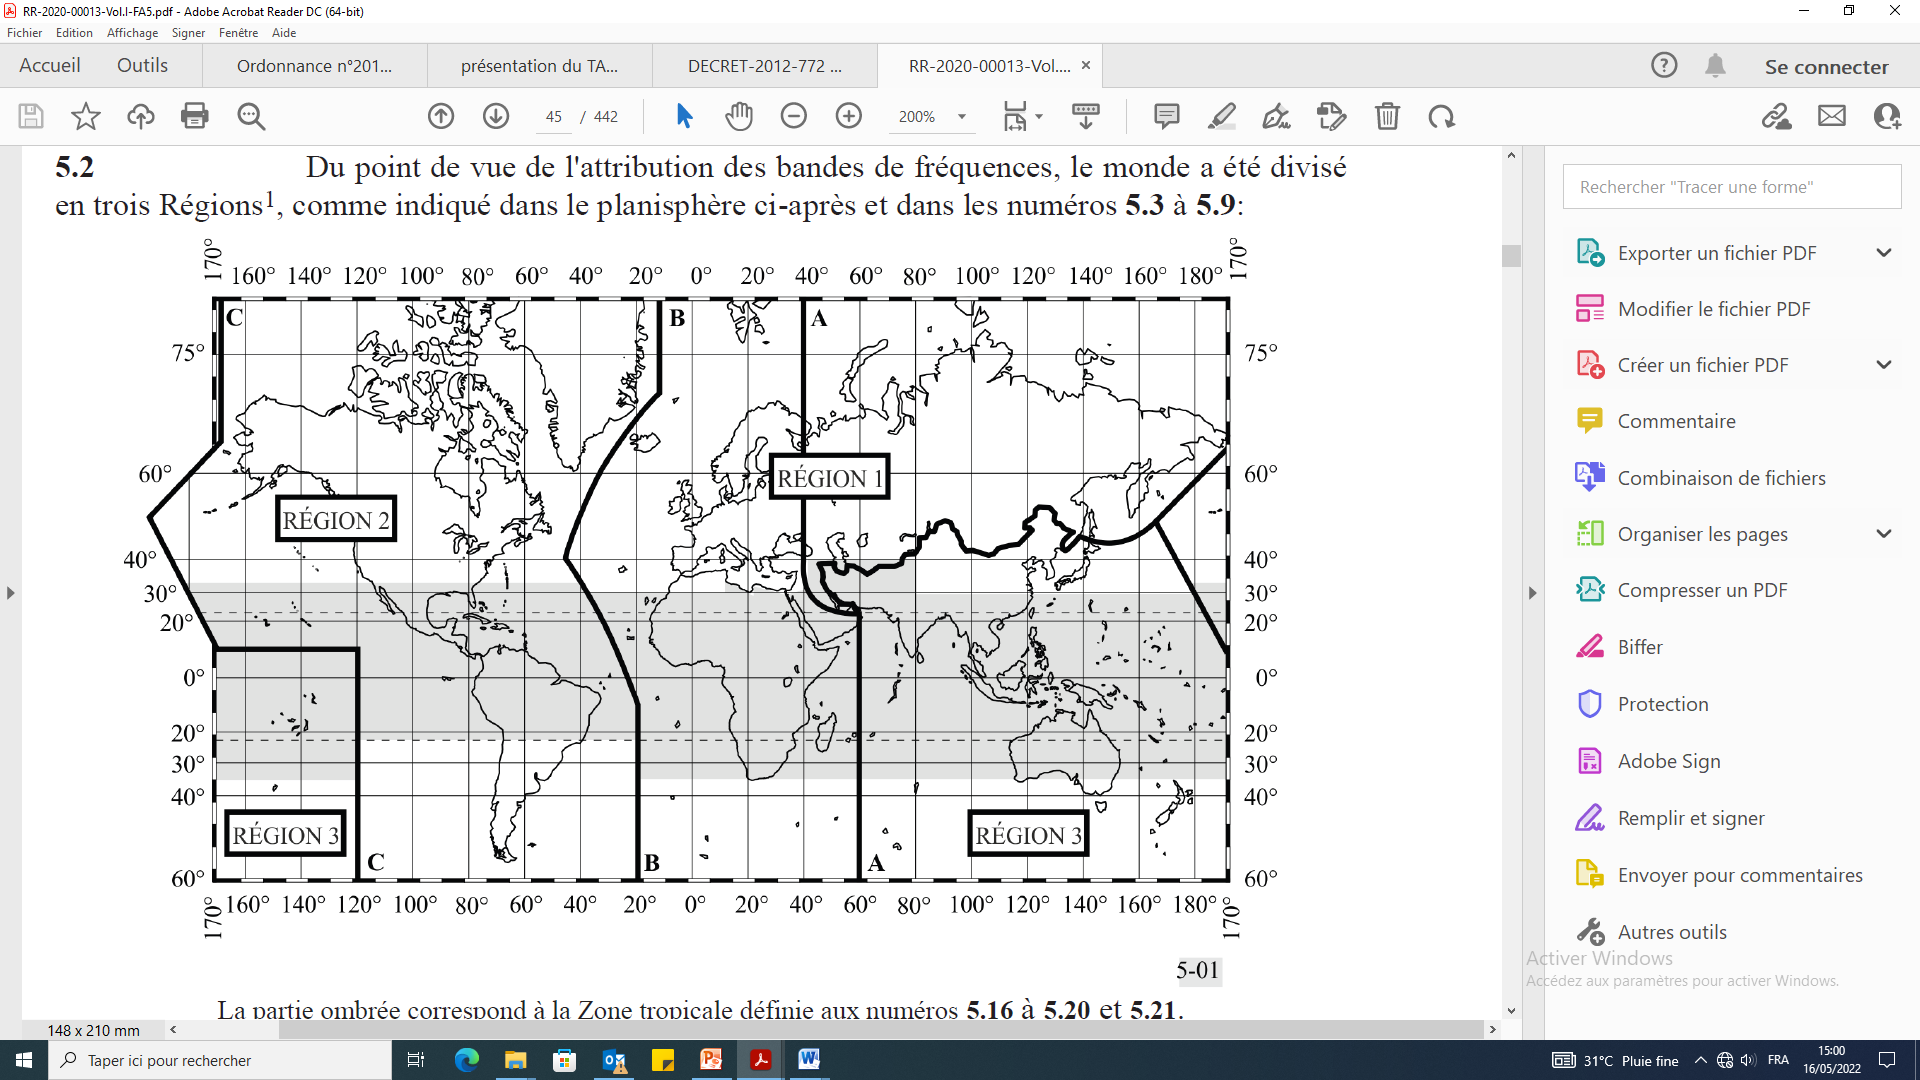 RR-2020-00013-Vol.I-FA5.pdf - Adobe Acrobat Reader DC (64-bit)
Fichier Edition Affichage Signer Fenêtre Aide
Accueil Outils Ordonnance n°201... présentation du TA... DECRET-2012-772 ... RR-2020-00013-Vol.... × Se connecter
45 / 442 200%
5.2 Du point de vue de l'attribution des bandes de fréquences, le monde a été divisé
en trois Régions1, comme indiqué dans le planisphère ci-après et dans les numéros 5.3 à 5.9:
170° 160° 140° 120° 100° 80° 60° 40° 20° 0° 20° 40° 60° 80° 100° 120° 140° 160° 180° 170°
C B A
75° 75°
60° 60°
RÉGION 1
RÉGION 2
40° 40°
30° 30°
20° 20°
0° 0°
20° 20°
30° 30°
40° 40°
RÉGION 3 RÉGION 3
C B A
60° 60°
170° 160° 140° 120° 100° 80° 60° 40° 20° 0° 20° 40° 60° 80° 100° 120° 140° 160° 180° 170°
5-01
La partie ombrée correspond à la Zone tropicale définie aux numéros 5.16 à 5.20 et 5.21.
148 x 210 mm
Rechercher "Tracer une forme"
Exporter un fichier PDF
Modifier le fichier PDF
Créer un fichier PDF
Commentaire
Combinaison de fichiers
Organiser les pages
Compresser un PDF
Biffer
Protection
Adobe Sign
Remplir et signer
Envoyer pour commentaires
Autres outils
Activer Windows
Accédez aux paramètres pour activer Windows.
Taper ici pour rechercher
31°C Pluie fine FRA 15:00
16/05/2022